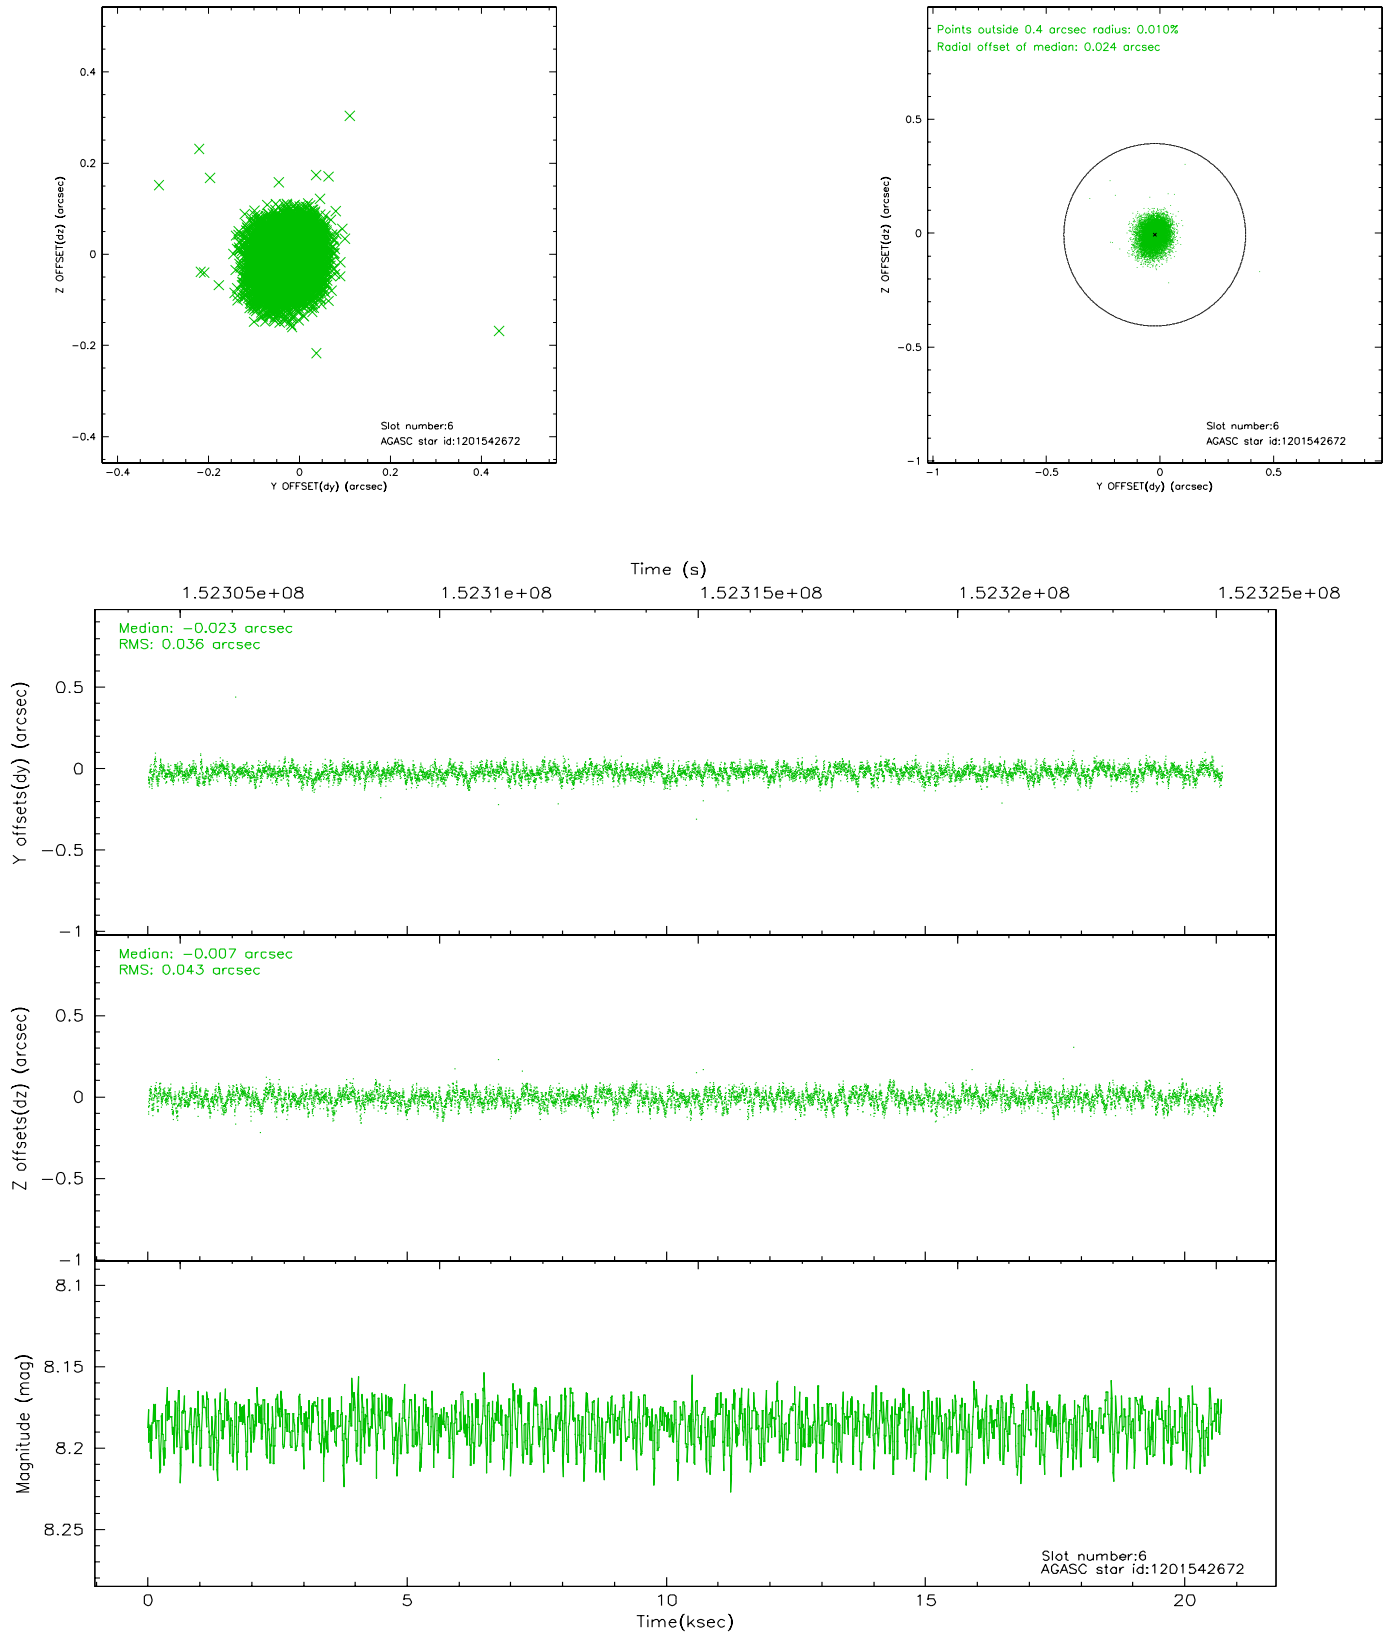 0.4
0.2
0
−0.2
−0.4
Z OFFSET(dz) (arcsec)
Slot number:6
AGASC star id:1201542672
−0.4 −0.2 0 0.2 0.4
Y OFFSET(dy) (arcsec)
Points outside 0.4 arcsec radius: 0.010%
Radial offset of median: 0.024 arcsec
0.5
0
−0.5
−1
Z OFFSET(dz) (arcsec)
Slot number:6
AGASC star id:1201542672
−1 −0.5 0 0.5
Y OFFSET(dy) (arcsec)
Time (s)
1.52305e+08 1.5231e+08 1.52315e+08 1.5232e+08 1.52325e+08
Median: −0.023 arcsec
RMS: 0.036 arcsec
0.5
0
−0.5
−1
Y offsets(dy) (arcsec)
Median: −0.007 arcsec
RMS: 0.043 arcsec
0.5
0
−0.5
−1
Z offsets(dz) (arcsec)
8.1
8.15
8.2
8.25
Magnitude (mag)
Slot number:6
AGASC star id:1201542672
0 5 10 15 20
Time(ksec)